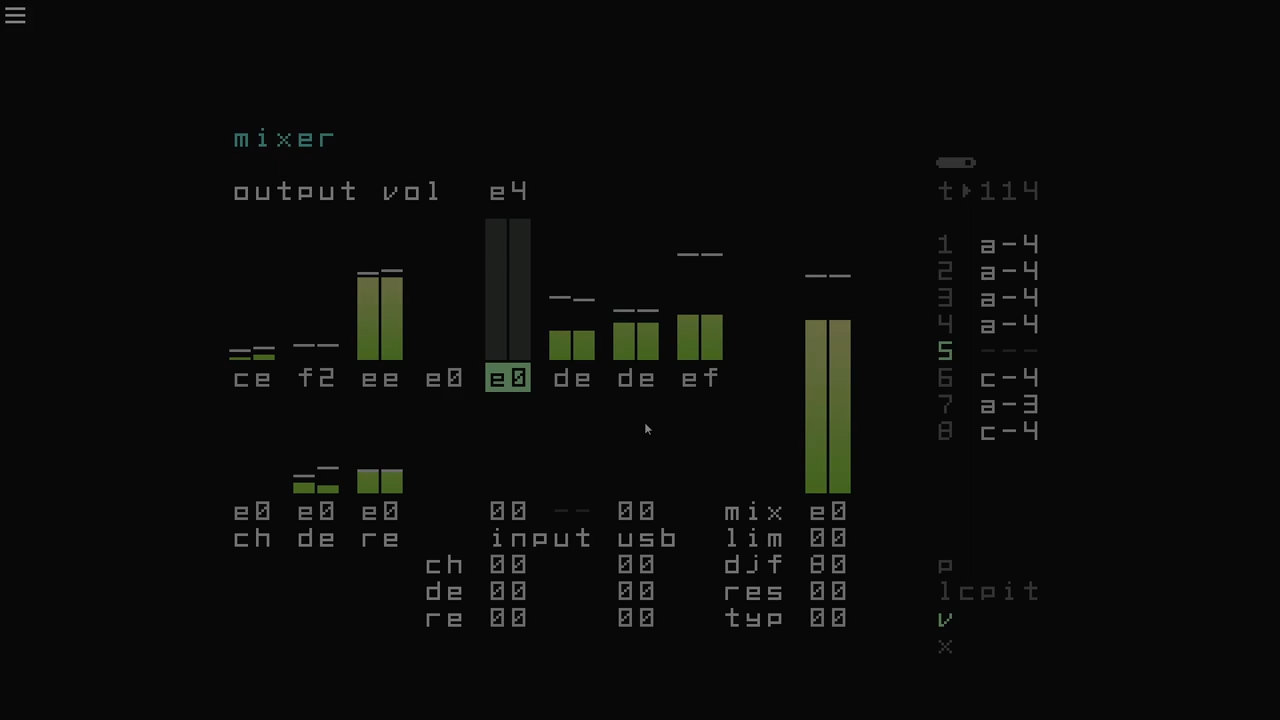 mixer
output vol e4
t 114
1 a-4
2 a-4
3 a-4
4 a-4
5 ---
6 c-4
7 a-3
8 c-4
ce f2 ee e0 e0 de de ef
e0 e0 e0 00 -- 00 mix e0
ch de re input usb lim 00
ch 00 00 djf 80 p
de 00 00 res 00 lcpit
re 00 00 typ 00 v
x